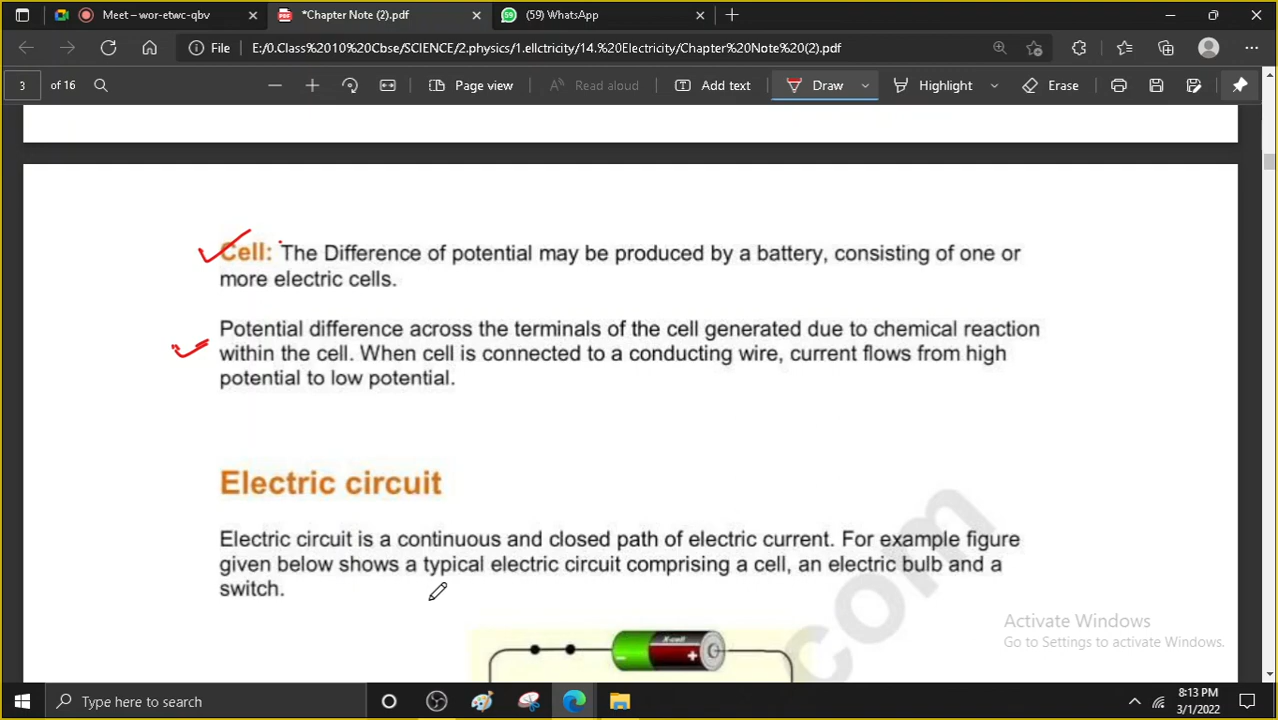 Meet – wor-etwc-qbv
*Chapter Note (2).pdf
(59) WhatsApp
File
E:/0.Class%2010%20Cbse/SCIENCE/2.physics/1.ellctricity/14.%20Electricity/Chapter%20Note%20(2).pdf
3 of 16
Page view
Read aloud
Add text
Draw
Highlight
Erase
Cell: The Difference of potential may be produced by a battery, consisting of one or
more electric cells.
Potential difference across the terminals of the cell generated due to chemical reaction
within the cell. When cell is connected to a conducting wire, current flows from high
potential to low potential.
Electric circuit
Electric circuit is a continuous and closed path of electric current. For example figure
given below shows a typical electric circuit comprising a cell, an electric bulb and a
switch.
com
X-cell
Activate Windows
Go to Settings to activate Windows.
Type here to search
8:13 PM
3/1/2022